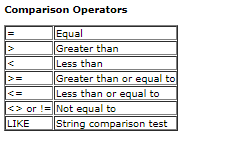 Comparison Operators
= Equal
> Greater than
< Less than
>= Greater than or equal to
<= Less than or equal to
<> or != Not equal to
LIKE String comparison test